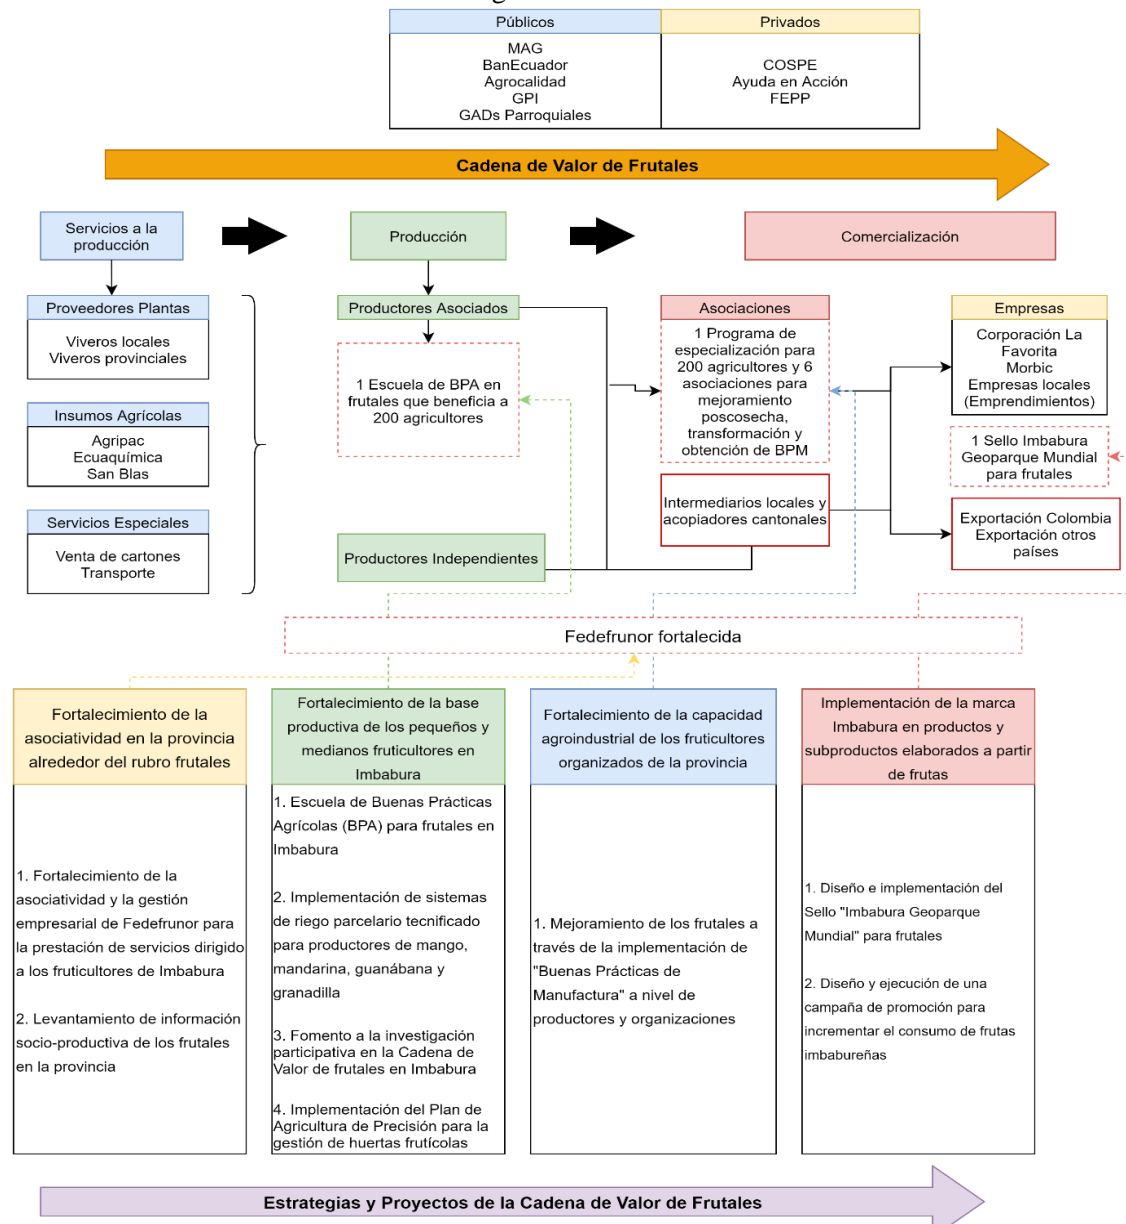 Públicos
Privados
MAG
BanEcuador
Agrocalidad
GPI
GADs Parroquiales
COSPE
Ayuda en Acción
FEPP
Cadena de Valor de Frutales
Servicios a la
producción
Producción
Comercialización
Proveedores Plantas
Viveros locales
Viveros provinciales
Insumos Agrícolas
Agripac
Ecuaquímica
San Blas
Servicios Especiales
Venta de cartones
Transporte
Productores Asociados
1 Escuela de BPA en
frutales que beneficia a
200 agricultores
Productores Independientes
Asociaciones
1 Programa de
especialización para
200 agricultores y 6
asociaciones para
mejoramiento
poscosecha,
transformación y
obtención de BPM
Intermediarios locales y
acopiadores cantonales
Empresas
Corporación La
Favorita
Morbic
Empresas locales
(Emprendimientos)
1 Sello Imbabura
Geoparque Mundial
para frutales
Exportación Colombia
Exportación otros
países
Fedefrunor fortalecida
Fortalecimiento de la
asociatividad en la provincia
alrededor del rubro frutales
1. Fortalecimiento de la
asociatividad y la gestión
empresarial de Fedefrunor para
la prestación de servicios dirigido
a los fruticultores de Imbabura
2. Levantamiento de información
socio-productiva de los frutales
en la provincia
Fortalecimiento de la base
productiva de los pequeños y
medianos fruticultores en
Imbabura
1. Escuela de Buenas Prácticas
Agrícolas (BPA) para frutales en
Imbabura
2. Implementación de sistemas
de riego parcelario tecnificado
para productores de mango,
mandarina, guanábana y
granadilla
3. Fomento a la investigación
participativa en la Cadena de
Valor de frutales en Imbabura
4. Implementación del Plan de
Agricultura de Precisión para la
gestión de huertas frutícolas
Fortalecimiento de la capacidad
agroindustrial de los fruticultores
organizados de la provincia
1. Mejoramiento de los frutales a
través de la implementación de
"Buenas Prácticas de
Manufactura" a nivel de
productores y organizaciones
Implementación de la marca
Imbabura en productos y
subproductos elaborados a partir
de frutas
1. Diseño e implementación del
Sello "Imbabura Geoparque
Mundial" para frutales
2. Diseño y ejecución de una
campaña de promoción para
incrementar el consumo de frutas
imbabureñas
Estrategias y Proyectos de la Cadena de Valor de Frutales